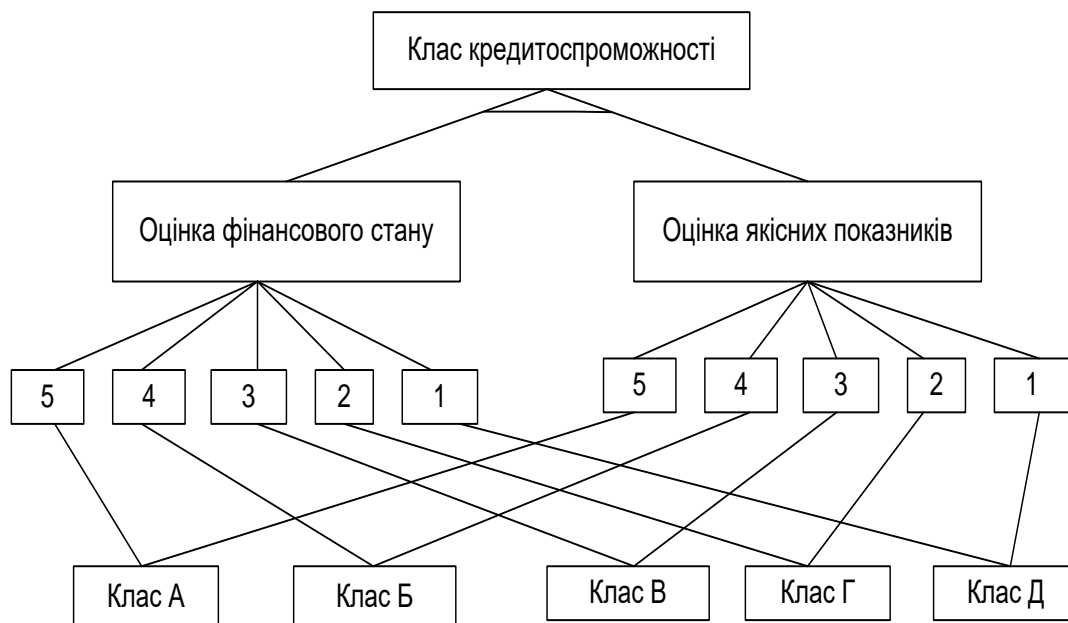 Клас кредитоспроможності
Оцінка фінансового стану
Оцінка якісних показників
5
4
3
2
1
5
4
3
2
1
Клас А
Клас Б
Клас В
Клас Г
Клас Д